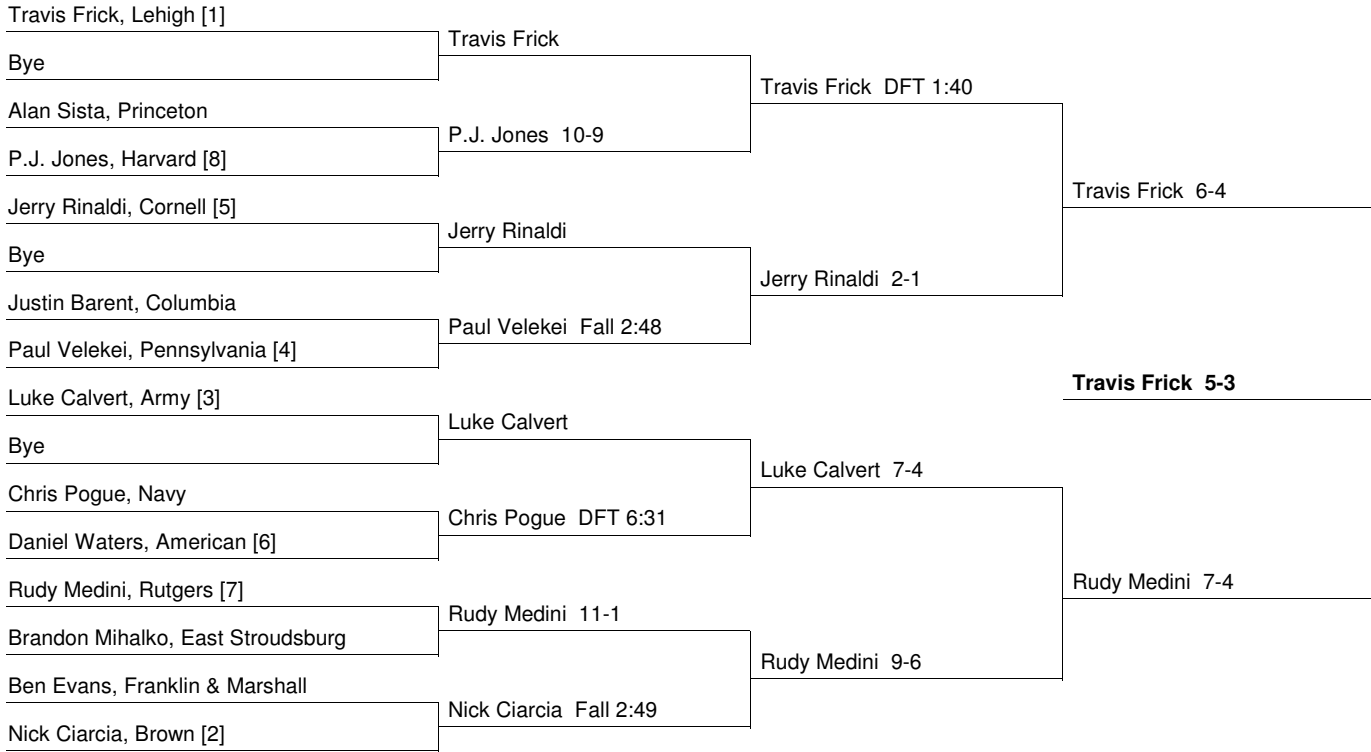 Travis Frick, Lehigh [1]
Bye
Alan Sista, Princeton
P.J. Jones, Harvard [8]
Jerry Rinaldi, Cornell [5]
Bye
Justin Barent, Columbia
Paul Velekei, Pennsylvania [4]
Luke Calvert, Army [3]
Bye
Chris Pogue, Navy
Daniel Waters, American [6]
Rudy Medini, Rutgers [7]
Brandon Mihalko, East Stroudsburg
Ben Evans, Franklin & Marshall
Nick Ciarcia, Brown [2]
Travis Frick
P.J. Jones 10-9
Jerry Rinaldi
Paul Velekei Fall 2:48
Luke Calvert
Chris Pogue DFT 6:31
Rudy Medini 11-1
Nick Ciarcia Fall 2:49
Travis Frick DFT 1:40
Jerry Rinaldi 2-1
Luke Calvert 7-4
Rudy Medini 9-6
Travis Frick 6-4
Travis Frick 5-3
Rudy Medini 7-4